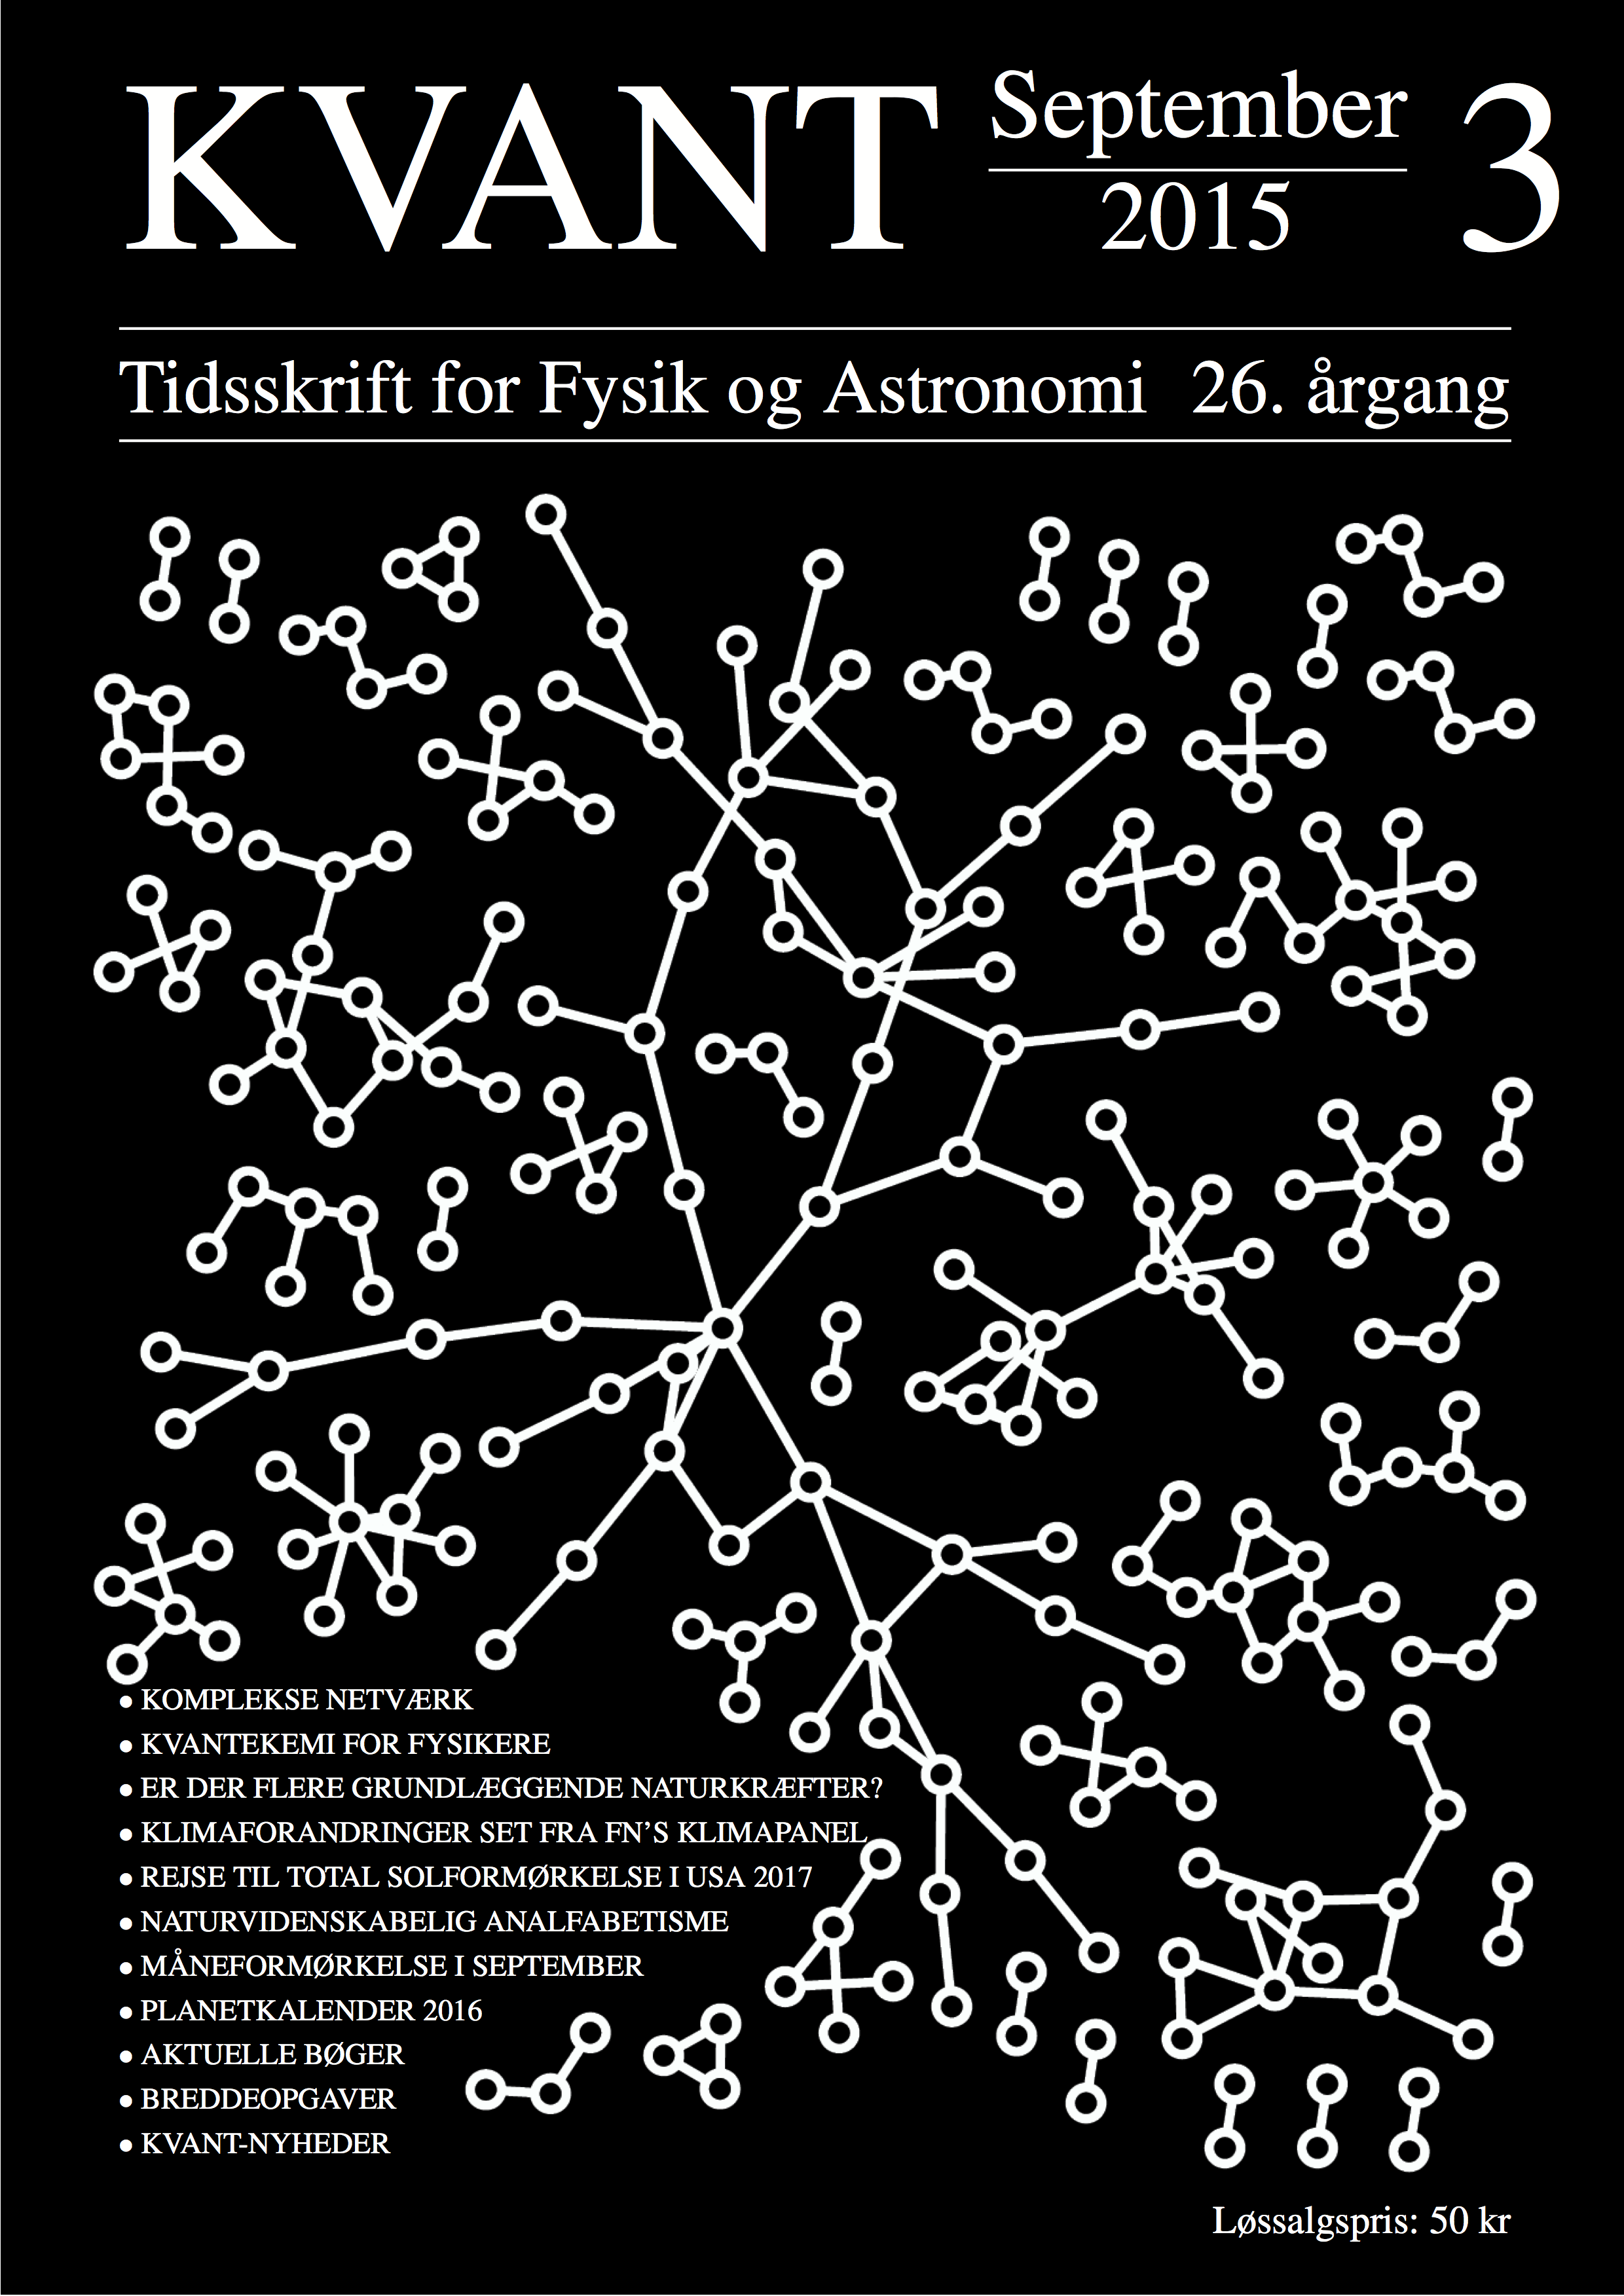 KVANT September 2015 3
Tidsskrift for Fysik og Astronomi 26. årgang
• KOMPLEKSE NETVÆRK
• KVANTEKEMI FOR FYSIKERE
• ER DER FLERE GRUNDLÆGGENDE NATURKRÆFTER?
• KLIMAFORANDRINGER SET FRA FN’S KLIMAPANEL
• REJSE TIL TOTAL SOLFORMØRKELSE I USA 2017
• NATURVIDENSKABELIG ANALFABETISME
• MÅNEFORMØRKELSE I SEPTEMBER
• PLANETKALENDER 2016
• AKTUELLE BØGER
• BREDDEOPGAVER
• KVANT-NYHEDER
Løssalgspris: 50 kr